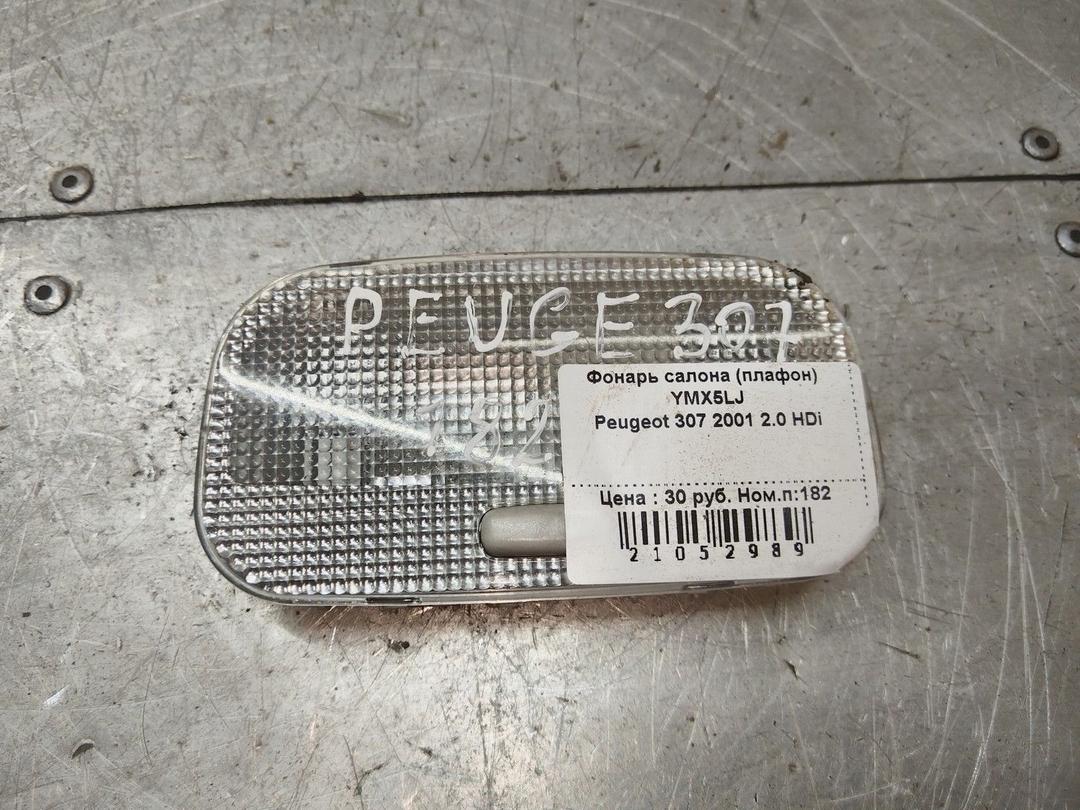 PEUGE 307
182
Фонарь салона (плафон)
YMX5LJ
Peugeot 307 2001 2.0 HDi
Цена : 30 руб. Ном.п:182
21052989